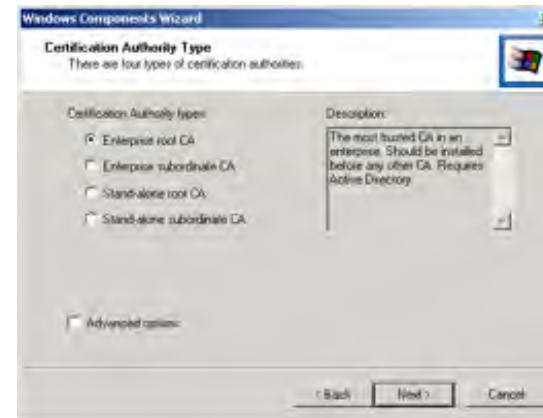 Windows Components Wizard
Certification Authority Type
There are four types of certification authorities.
Certification Authority types:
Enterprise root CA
Enterprise subordinate CA
Stand-alone root CA
Stand-alone subordinate CA
Description:
The most trusted CA in an
enterprise. Should be installed
before any other CA. Requires
Active Directory.
Advanced options
< Back
Next >
Cancel